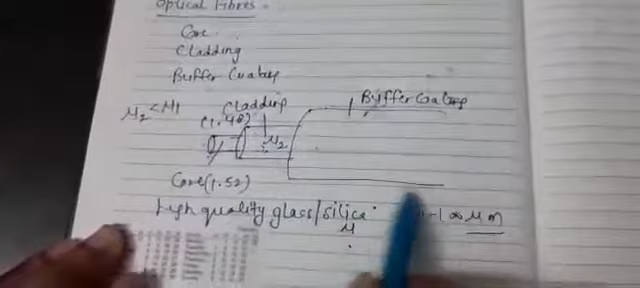 Optical Fibres
Core
Cladding
Buffer Coating
μ2 < μ1
Cladding
Buffer Coating
(1.48)
μ2
Core (1.52)
High quality glass/silica
μ
μm